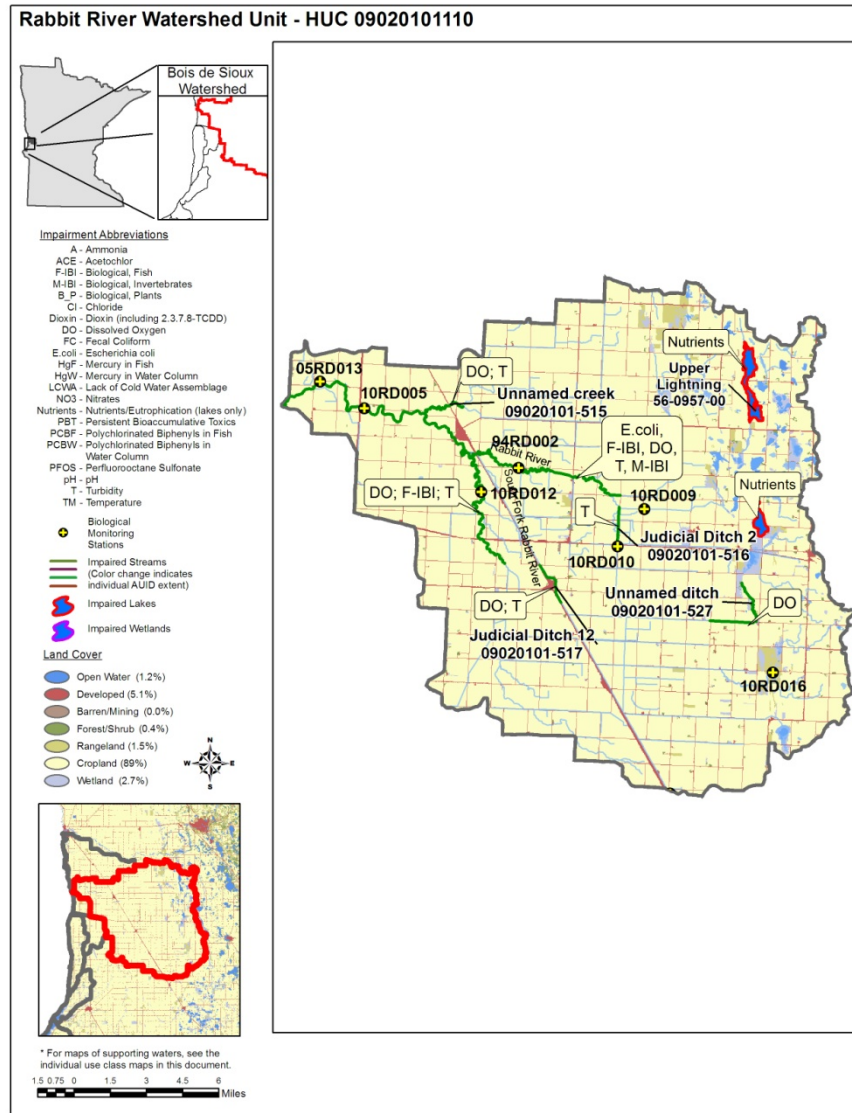 Rabbit River Watershed Unit - HUC 09020101110
Bois de Sioux
Watershed
Impairment Abbreviations
A - Ammonia
ACE - Acetochlor
F-IBI - Biological, Fish
M-IBI - Biological, Invertebrates
B_P - Biological, Plants
Cl - Chloride
Dioxin - Dioxin (including 2.3.7.8-TCDD)
DO - Dissolved Oxygen
FC - Fecal Coliform
E.coli - Escherichia coli
HgF - Mercury in Fish
HgW - Mercury in Water Column
LCWA - Lack of Cold Water Assemblage
NO3 - Nitrates
Nutrients - Nutrients/Eutrophication (lakes only)
PBT - Persistent Bioaccumulative Toxics
PCBF - Polychlorinated Biphenyls in Fish
PCBW - Polychlorinated Biphenyls in
Water Column
PFOS - Perfluorooctane Sulfonate
pH - pH
T - Turbidity
TM - Temperature
Biological
Monitoring
Stations
Impaired Streams
(Color change indicates
individual AUID extent)
Impaired Lakes
Impaired Wetlands
Land Cover
Open Water (1.2%)
Developed (5.1%)
Barren/Mining (0.0%)
Forest/Shrub (0.4%)
Rangeland (1.5%)
Cropland (89%)
Wetland (2.7%)
N
W E
S
* For maps of supporting waters, see the
individual use class maps in this document.
1.5 0.75 0 1.5 3 4.5 6
Miles
Nutrients
Upper
Lightning
56-0957-00
05RD013
10RD005
DO; T
Unnamed creek
09020101-515
94RD002
Rabbit River
E.coli,
F-IBI, DO,
T, M-IBI
DO; F-IBI; T
10RD012
South Fork Rabbit River
10RD009
Nutrients
T
Judicial Ditch 2
09020101-516
10RD010
Unnamed ditch
09020101-527
DO
DO; T
Judicial Ditch 12
09020101-517
10RD016